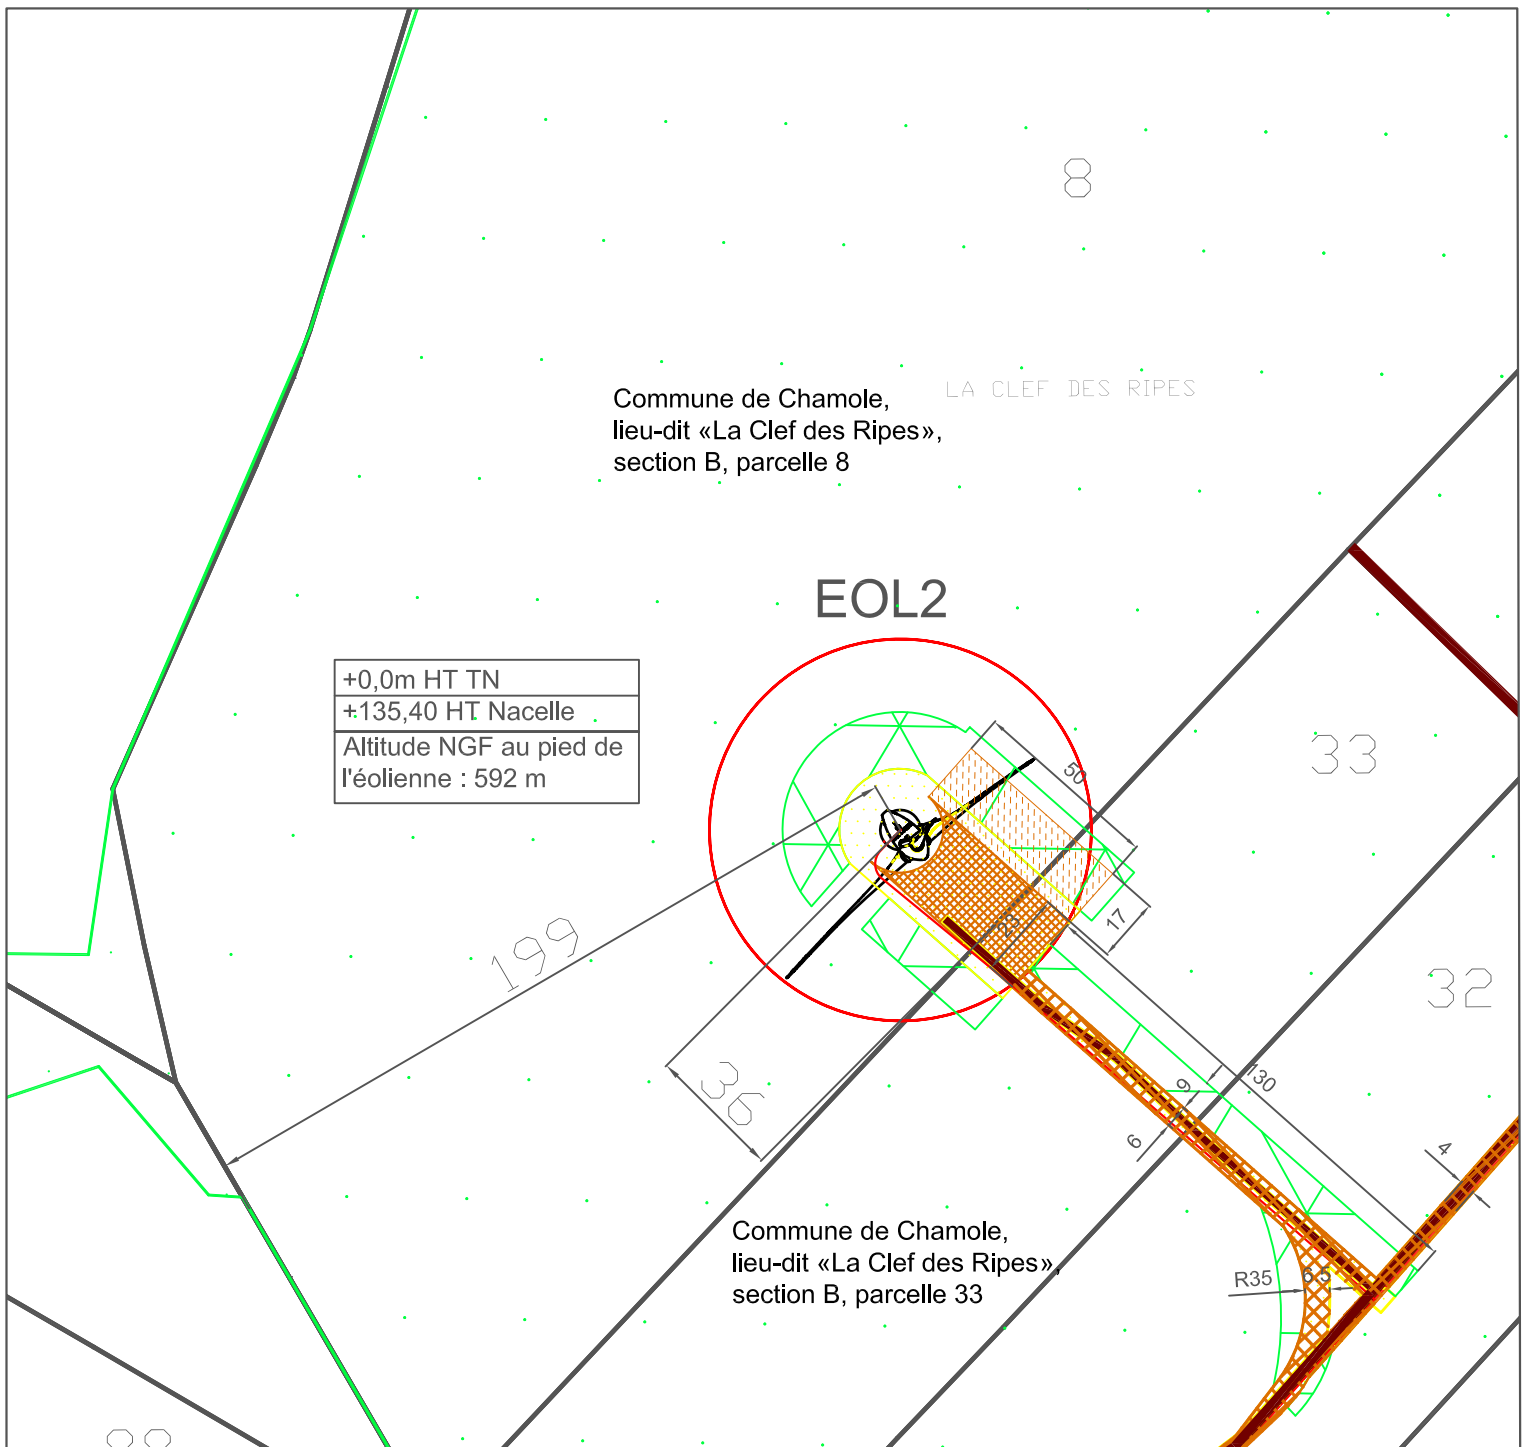 8
LA CLEF DES RIPES
Commune de Chamole,
lieu-dit «La Clef des Ripes»,
section B, parcelle 8
EOL2
+0,0m HT TN
+135,40 HT Nacelle
Altitude NGF au pied de
l'éolienne : 592 m
33
50
199
23
17
32
36
130
9
6
4
Commune de Chamole,
lieu-dit «La Clef des Ripes»,
section B, parcelle 33
R35
6.5